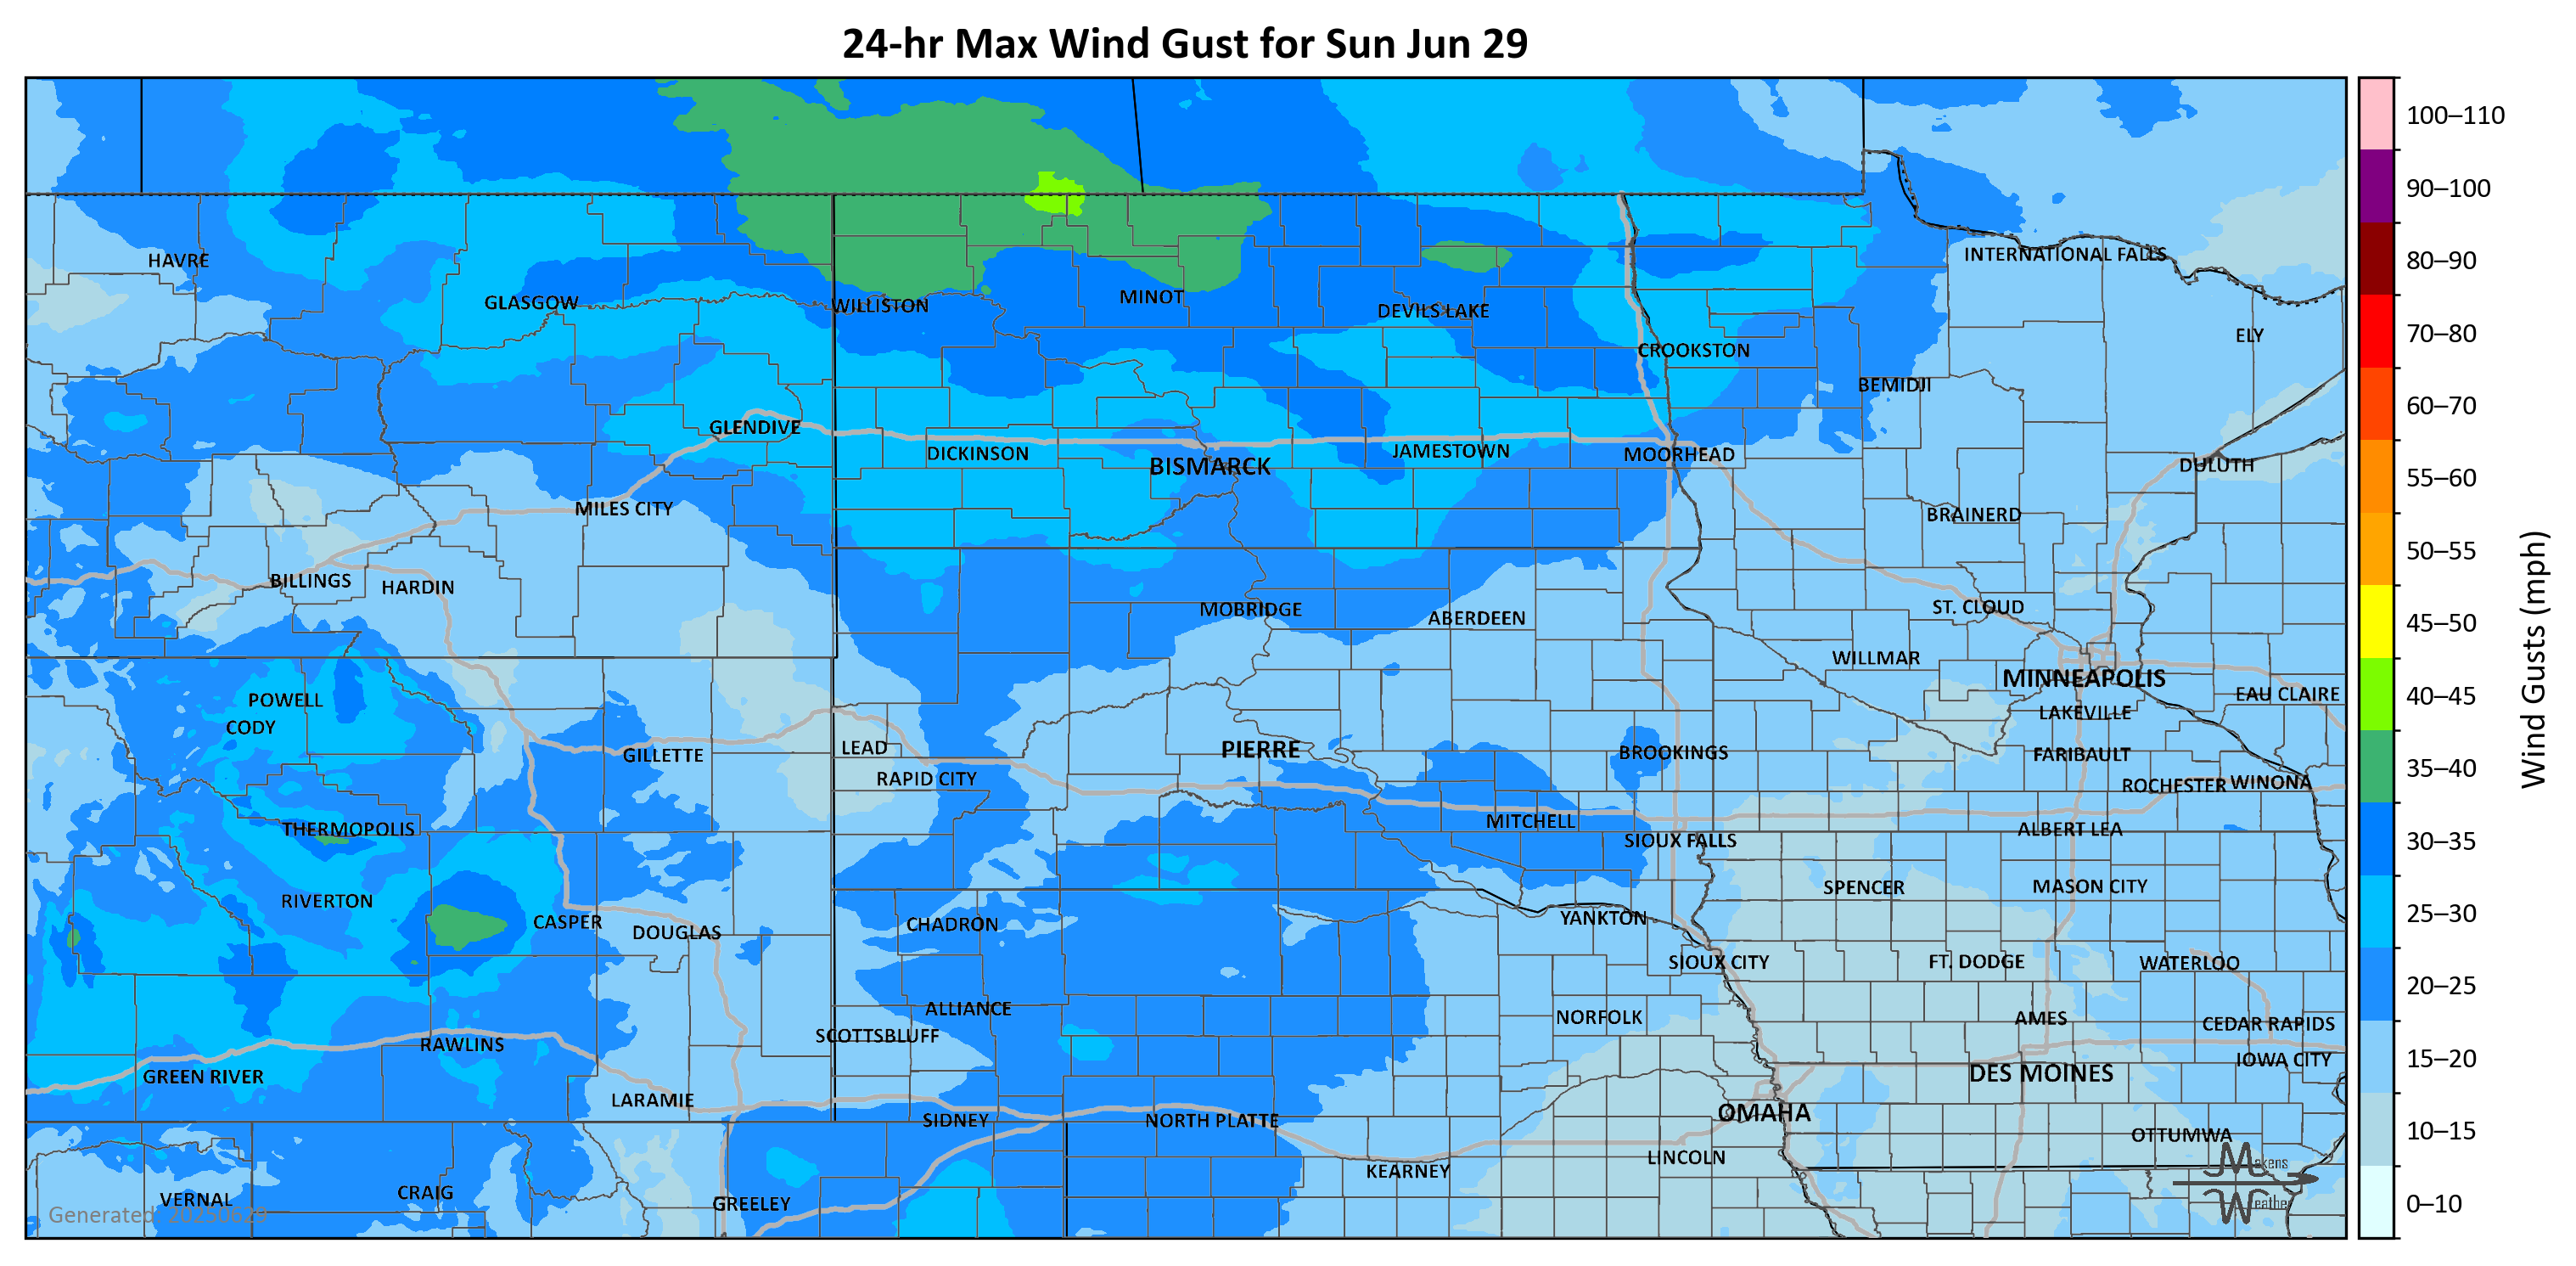 24-hr Max Wind Gust for Sun Jun 29
100–110
90–100
80–90
70–80
60–70
55–60
50–55
45–50
40–45
35–40
30–35
25–30
20–25
15–20
10–15
0–10
Wind Gusts (mph)
HAVRE
INTERNATIONAL FALLS
GLASGOW
WILLISTON
MINOT
DEVILS LAKE
ELY
CROOKSTON
BEMIDJI
GLENDIVE
DICKINSON
BISMARCK
JAMESTOWN
MOORHEAD
DULUTH
MILES CITY
BRAINERD
BILLINGS
HARDIN
MOBRIDGE
ABERDEEN
ST. CLOUD
WILLMAR
MINNEAPOLIS
EAU CLAIRE
POWELL
CODY
LAKEVILLE
GILLETTE
LEAD
PIERRE
BROOKINGS
FARIBAULT
RAPID CITY
ROCHESTER
WINONA
THERMOPOLIS
MITCHELL
ALBERT LEA
SIOUX FALLS
RIVERTON
SPENCER
MASON CITY
CASPER
DOUGLAS
CHADRON
YANKTON
SIOUX CITY
FT. DODGE
WATERLOO
ALLIANCE
NORFOLK
AMES
CEDAR RAPIDS
SCOTTSBLUFF
RAWLINS
IOWA CITY
GREEN RIVER
DES MOINES
LARAMIE
OMAHA
SIDNEY
NORTH PLATTE
OTTUMWA
LINCOLN
KEARNEY
VERNAL
CRAIG
GREELEY
Makens
Weather
Generated: 20250629